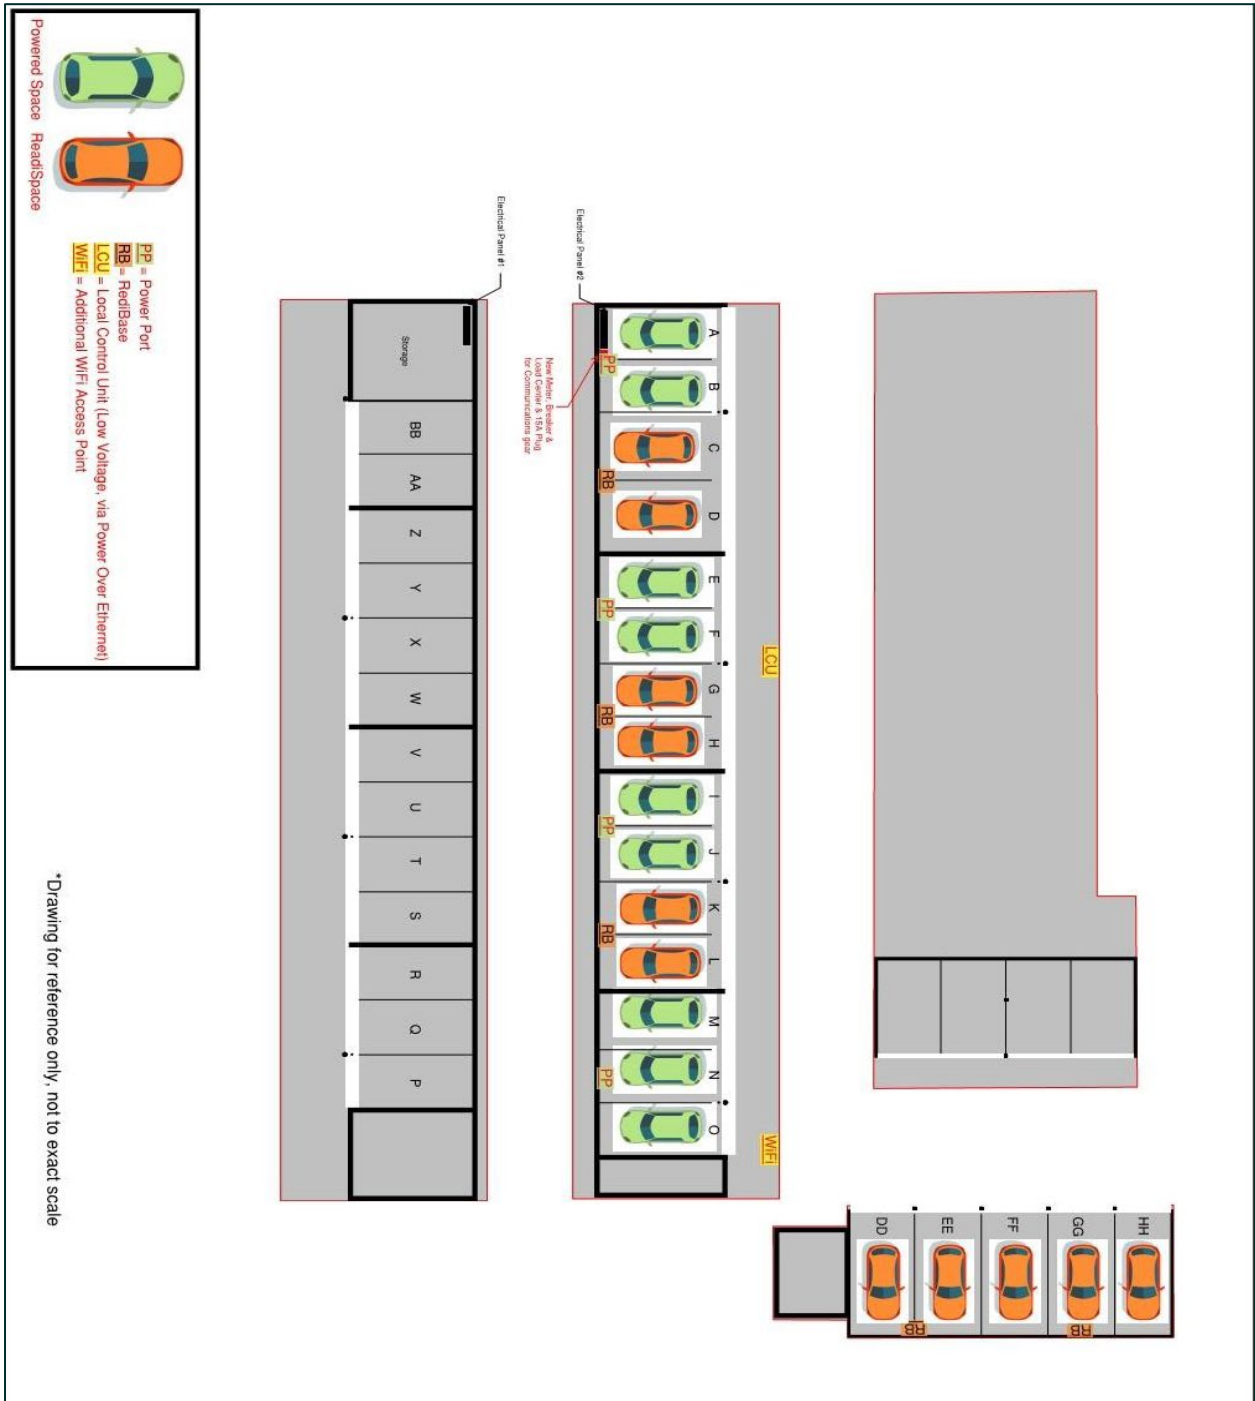 Powered Space
ReadiSpace
PP = Power Port
RB = RediBase
LCU = Local Control Unit (Low Voltage, via Power Over Ethernet)
WiFi = Additional WiFi Access Point
Electrical Panel #2
A
B
C
D
E
F
G
H
I
J
K
L
M
N
O
PP
RB
PP
RB
PP
RB
PP
LCU
WiFi
New Meter, Breaker &
Load Center & 15A Plug
for Communications gear
Electrical Panel #1
Storage
BB
AA
Z
Y
X
W
V
U
T
S
R
Q
P
DD
EE
FF
GG
HH
RB
RB
*Drawing for reference only, not to exact scale